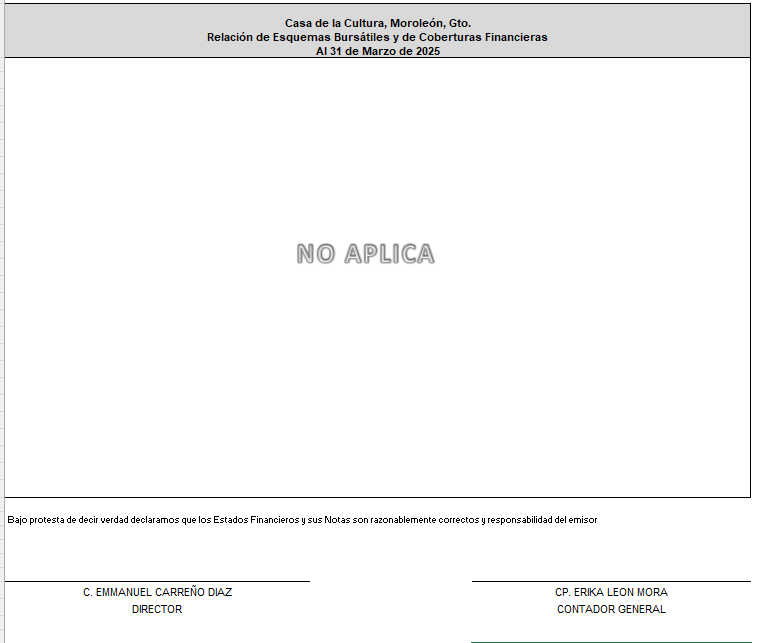 Casa de la Cultura, Moroleón, Gto.
Relación de Esquemas Bursátiles y de Coberturas Financieras
Al 31 de Marzo de 2025
NO APLICA
Bajo protesta de decir verdad declaramos que los Estados Financieros y sus Notas son razonablemente correctos y responsabilidad del emisor
C. EMMANUEL CARREÑO DIAZ
DIRECTOR
CP. ERIKA LEON MORA
CONTADOR GENERAL